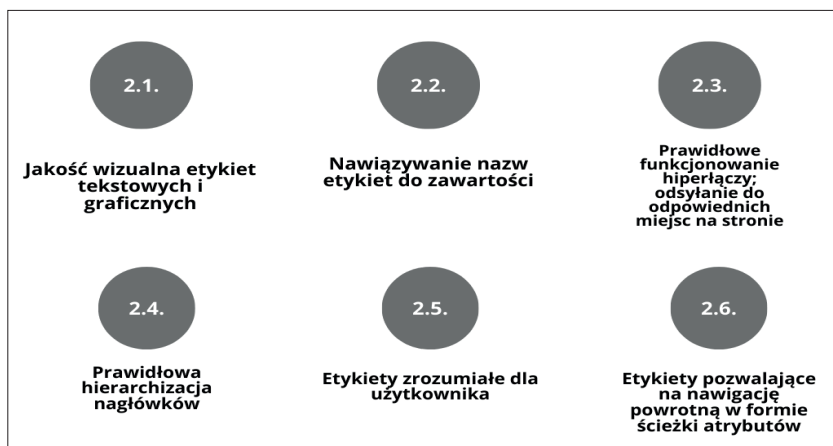 2.1.
Jakość wizualna etykiet
tekstowych i
graficznych
2.2.
Nawiązywanie nazw
etykiet do zawartości
2.3.
Prawidłowe
funkcjonowanie
hiperłączy;
odsyłanie do
odpowiednich
miejsc na stronie
2.4.
Prawidłowa
hierarchizacja
nagłówków
2.5.
Etykiety zrozumiałe dla
użytkownika
2.6.
Etykiety pozwalające
na nawigację
powrotną w formie
ścieżki atrybutów